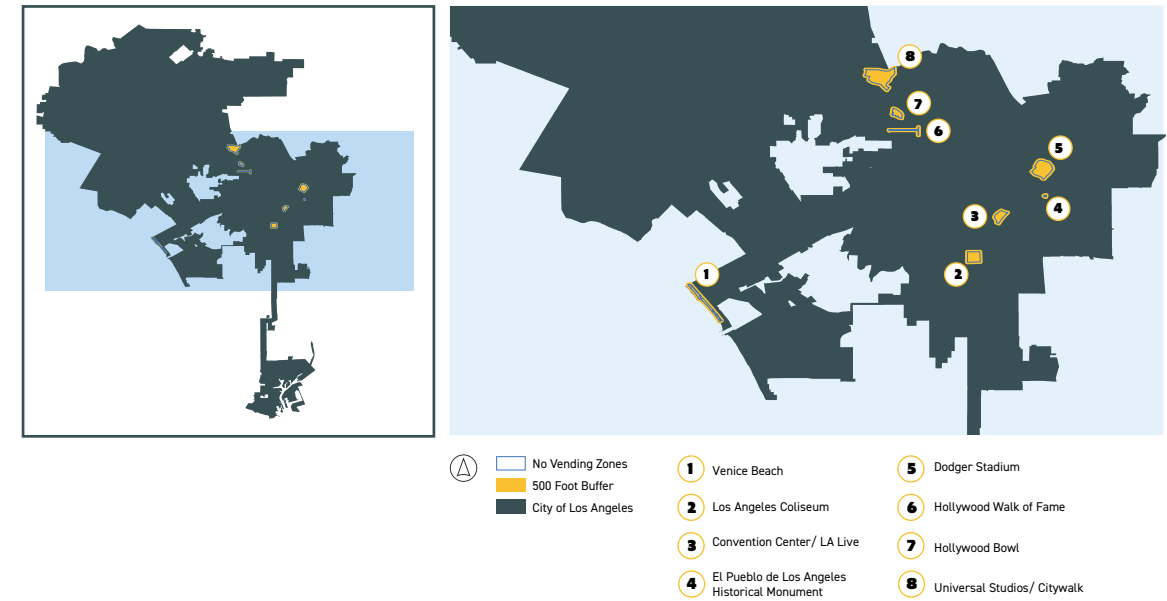 8
7
6
5
4
3
2
1
No Vending Zones
500 Foot Buffer
City of Los Angeles
1 Venice Beach
2 Los Angeles Coliseum
3 Convention Center/ LA Live
4 El Pueblo de Los Angeles
Historical Monument
5 Dodger Stadium
6 Hollywood Walk of Fame
7 Hollywood Bowl
8 Universal Studios/ Citywalk